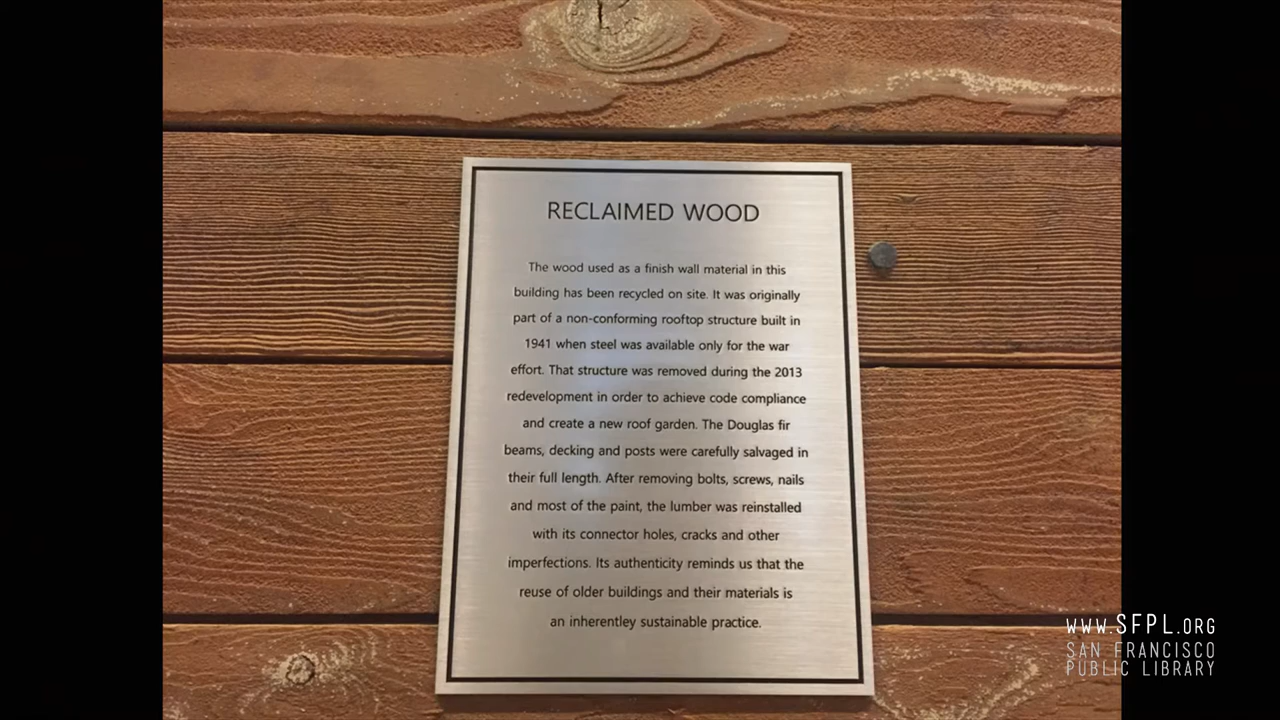 RECLAIMED WOOD
The wood used as a finish wall material in this
building has been recycled on site. It was originally
part of a non-conforming rooftop structure built in
1941 when steel was available only for the war
effort. That structure was removed during the 2013
redevelopment in order to achieve code compliance
and create a new roof garden. The Douglas fir
beams, decking and posts were carefully salvaged in
their full length. After removing bolts, screws, nails
and most of the paint, the lumber was reinstalled
with its connector holes, cracks and other
imperfections. Its authenticity reminds us that the
reuse of older buildings and their materials is
an inherentley sustainable practice.
www.SFPL.ORG
SAN FRANCISCO
PUBLIC LIBRARY